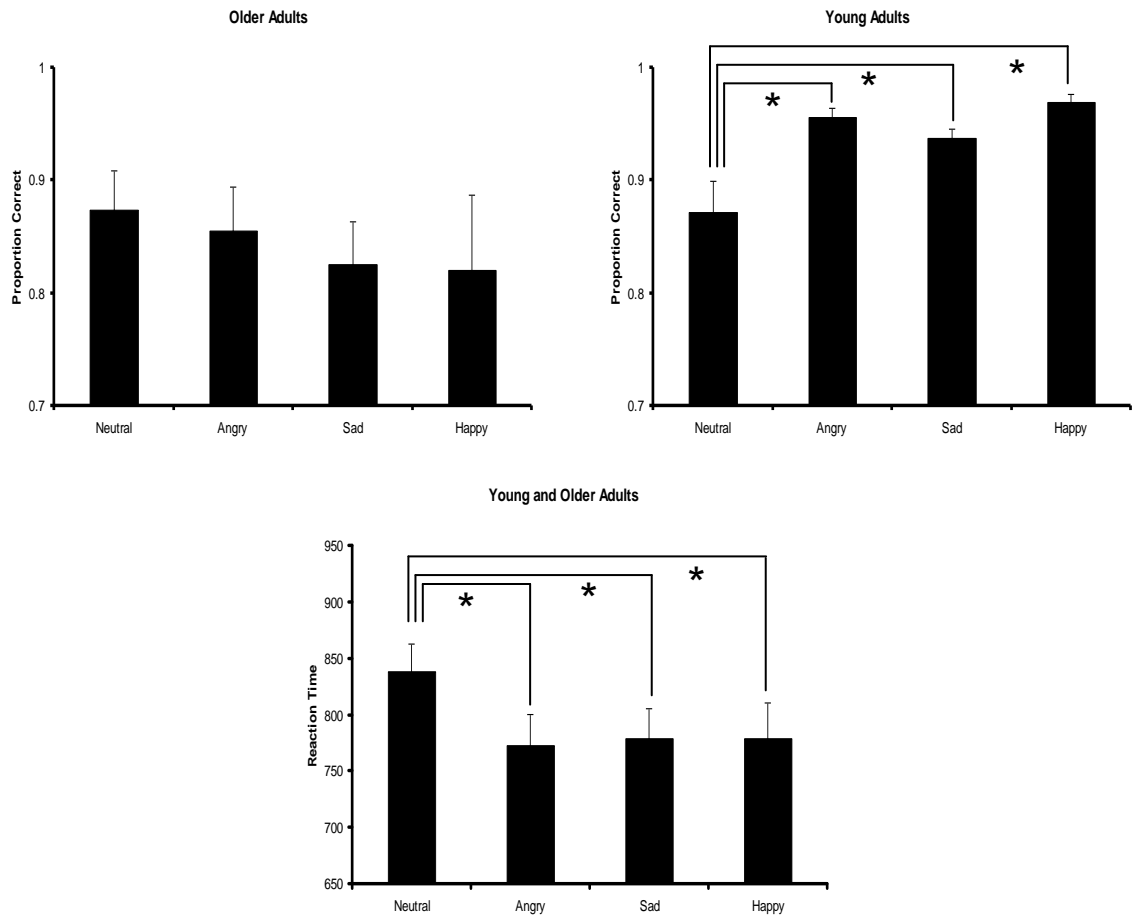 Older Adults
Proportion Correct
1
0.9
0.8
0.7
Neutral Angry Sad Happy
Young Adults
Proportion Correct
1
0.9
0.8
0.7
* * *
Neutral Angry Sad Happy
Young and Older Adults
Reaction Time
950
900
850
800
750
700
650
* * *
Neutral Angry Sad Happy